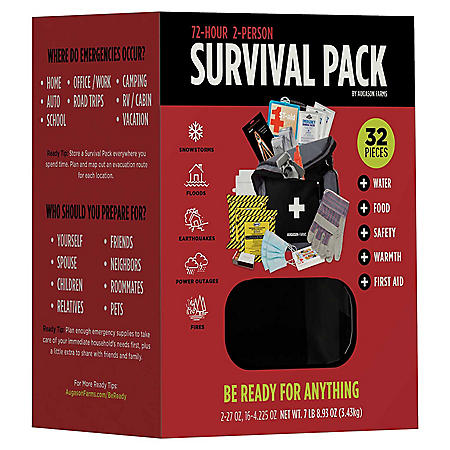 WHERE DO EMERGENCIES OCCUR?
• HOME • OFFICE/WORK • CAMPING
• AUTO • ROAD TRIPS • RV/CABIN
• SCHOOL • VACATION
Ready Tip: Store a Survival Pack everywhere you
spend time. Plan and map out an evacuation route
for each location.
WHO SHOULD YOU PREPARE FOR?
• YOURSELF • FRIENDS
• SPOUSE • NEIGHBORS
• CHILDREN • ROOMMATES
• RELATIVES • PETS
Ready Tip: Plan enough emergency supplies to take
care of your immediate household's needs first, plus
a little extra to share with friends and family.
For More Ready Tips:
AugasonFarms.com/BeReady
72-HOUR 2-PERSON
SURVIVAL PACK
BY AUGASON FARMS
SNOWSTORMS
FLOODS
EARTHQUAKES
POWER OUTAGES
FIRES
AUGASON FARMS
32
PIECES
+ WATER
+ FOOD
+ SAFETY
+ WARMTH
+ FIRST AID
BE READY FOR ANYTHING
2-27 OZ, 16-4.225 OZ NET WT. 7 LB 8.93 OZ (3.43kg)